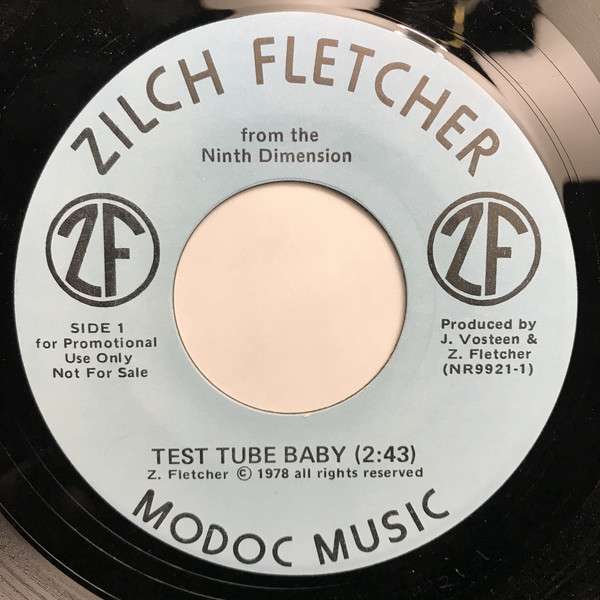 ZILCH FLETCHER
from the
Ninth Dimension
ZF
ZF
SIDE 1
for Promotional
Use Only
Not For Sale
Produced by
J. Vosteen &
Z. Fletcher
(NR9921-1)
TEST TUBE BABY (2:43)
Z. Fletcher © 1978 all rights reserved
MODOC MUSIC